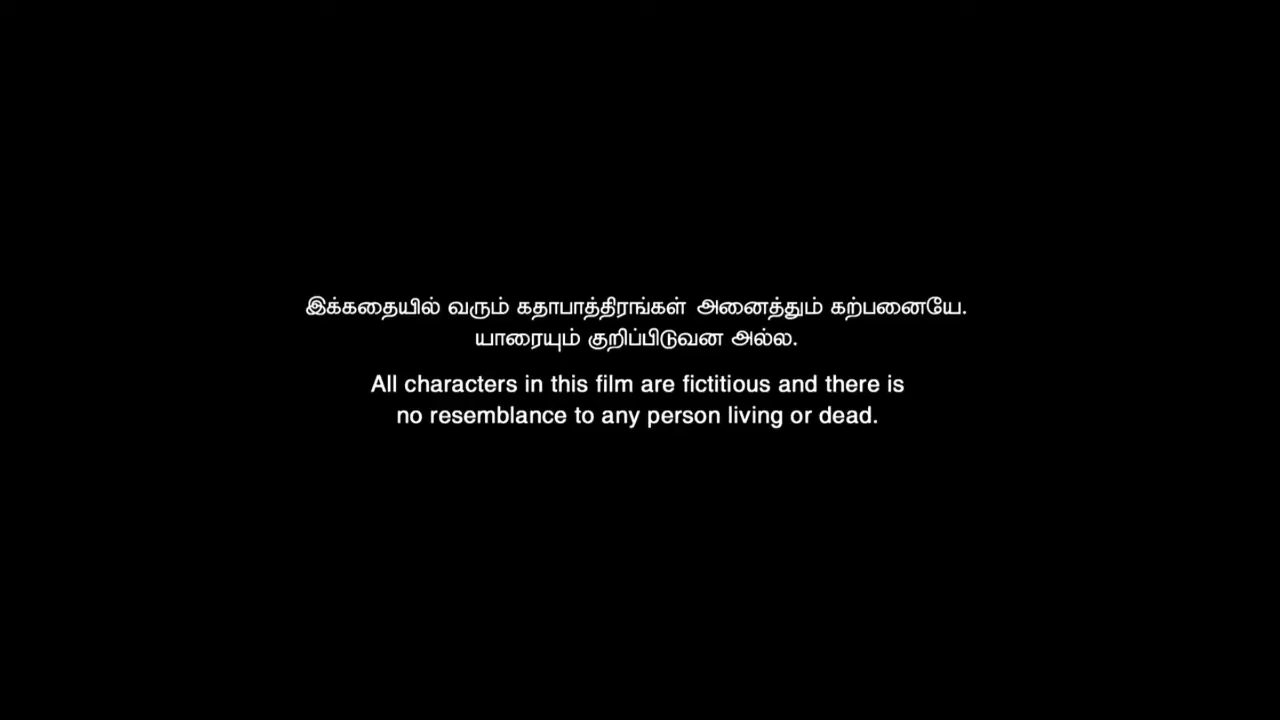 இக்கதையில் வரும் கதாபாத்திரங்கள் அனைத்தும் கற்பனையே.
யாரையும் குறிப்பிடுவன அல்ல.
All characters in this film are fictitious and there is
no resemblance to any person living or dead.